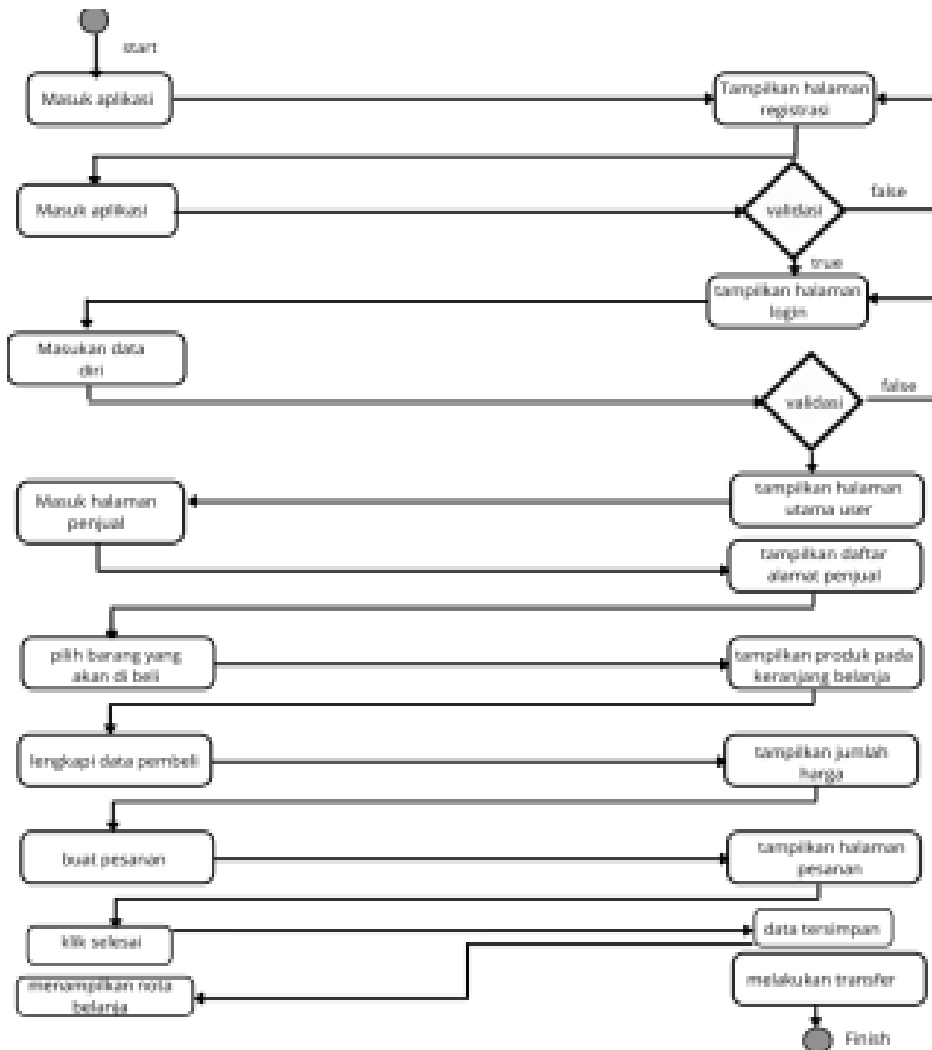 start
Masuk aplikasi
Tampilkan halaman
registrasi
Masuk aplikasi
validasi
false
true
tampilkan halaman
login
Masukan data
diri
validasi
false
tampilkan halaman
utama user
Masuk halaman
penjual
tampilkan daftar
alamat penjual
pilih barang yang
akan di beli
tampilkan produk pada
keranjang belanja
lengkapi data pembeli
tampilkan jumlah
harga
buat pesanan
tampilkan halaman
pesanan
klik selesai
data tersimpan
menampilkan nota
belanja
melakukan transfer
Finish